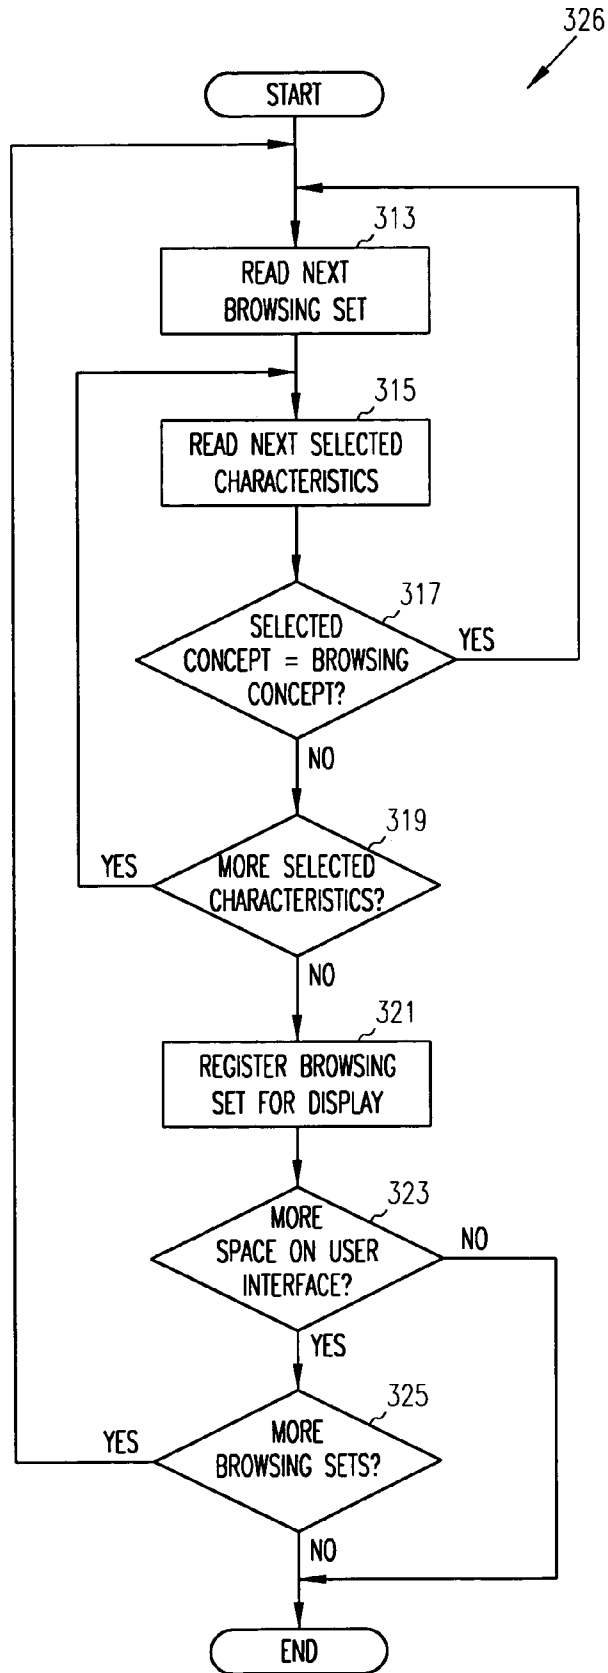 326
START
313
READ NEXT
BROWSING SET
315
READ NEXT SELECTED
CHARACTERISTICS
317
SELECTED
CONCEPT = BROWSING
CONCEPT?
YES
NO
319
MORE SELECTED
CHARACTERISTICS?
YES
NO
321
REGISTER BROWSING
SET FOR DISPLAY
323
MORE
SPACE ON USER
INTERFACE?
NO
YES
325
MORE
BROWSING SETS?
YES
NO
END